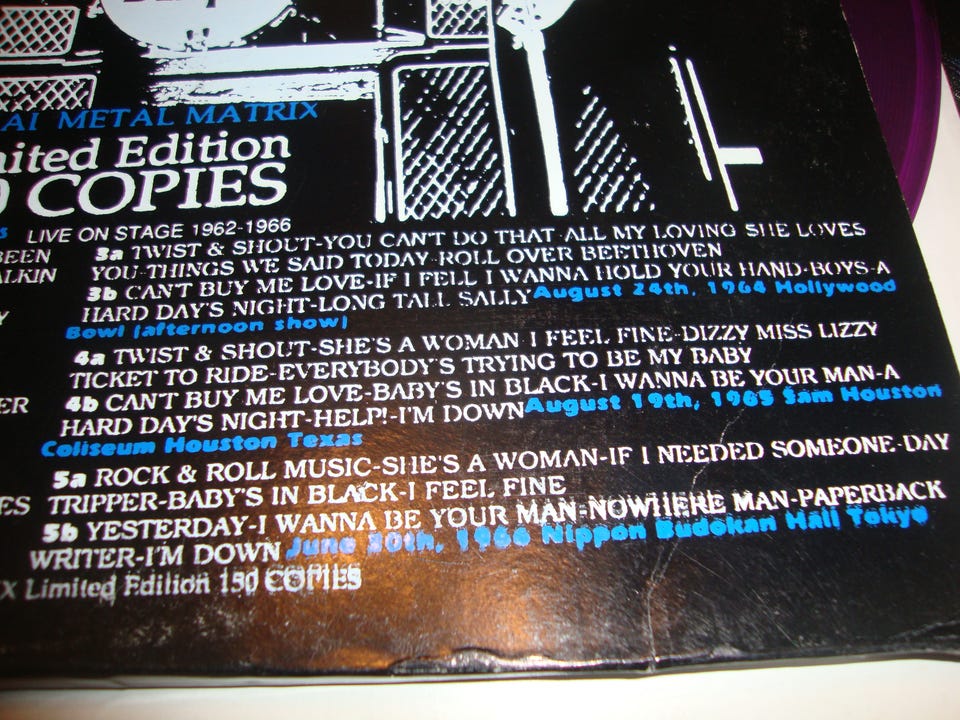 AI METAL MATRIX
mited Edition
0 COPIES
LIVE ON STAGE 1962-1966
BEEN
ALKIN
3a TWIST & SHOUT-YOU CAN'T DO THAT-ALL MY LOVING SHE LOVES
YOU-THINGS WE SAID TODAY-ROLL OVER BEETHOVEN
3b CAN'T BUY ME LOVE-IF I FELL I WANNA HOLD YOUR HAND-BOYS-A
HARD DAY'S NIGHT-LONG TALL SALLY August 24th, 1964 Hollywood
Bowl (afternoon show)
Y
4a TWIST & SHOUT-SHE'S A WOMAN I FEEL FINE-DIZZY MISS LIZZY
TICKET TO RIDE-EVERYBODY'S TRYING TO BE MY BABY
ER
4b CAN'T BUY ME LOVE-BABY'S IN BLACK-I WANNA BE YOUR MAN-A
HARD DAY'S NIGHT-HELP!-I'M DOWN August 19th, 1965 Sam Houston
Coliseum Houston Texas
5a ROCK & ROLL MUSIC-SHE'S A WOMAN-IF I NEEDED SOMEONE-DAY
ES TRIPPER-BABY'S IN BLACK-I FEEL FINE
5b YESTERDAY-I WANNA BE YOUR MAN-NOWHERE MAN-PAPERBACK
WRITER-I'M DOWN June 30th, 1966 Nippon Budokan Hall Tokyo
X Limited Edition 150 COPIES